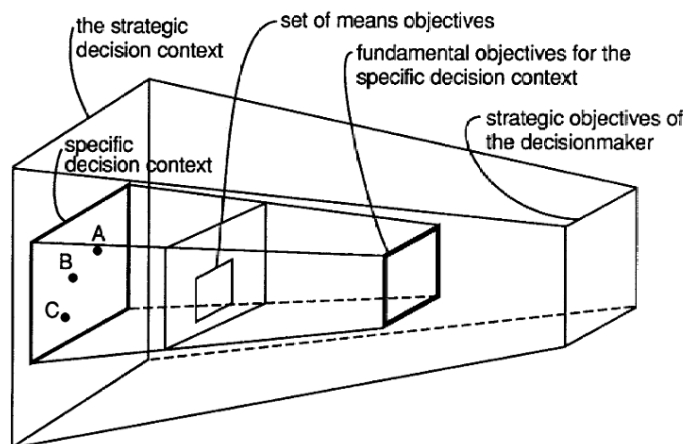 the strategic
decision context
set of means objectives
fundamental objectives for the
specific decision context
strategic objectives of
the decisionmaker
specific
decision context
A
B
C